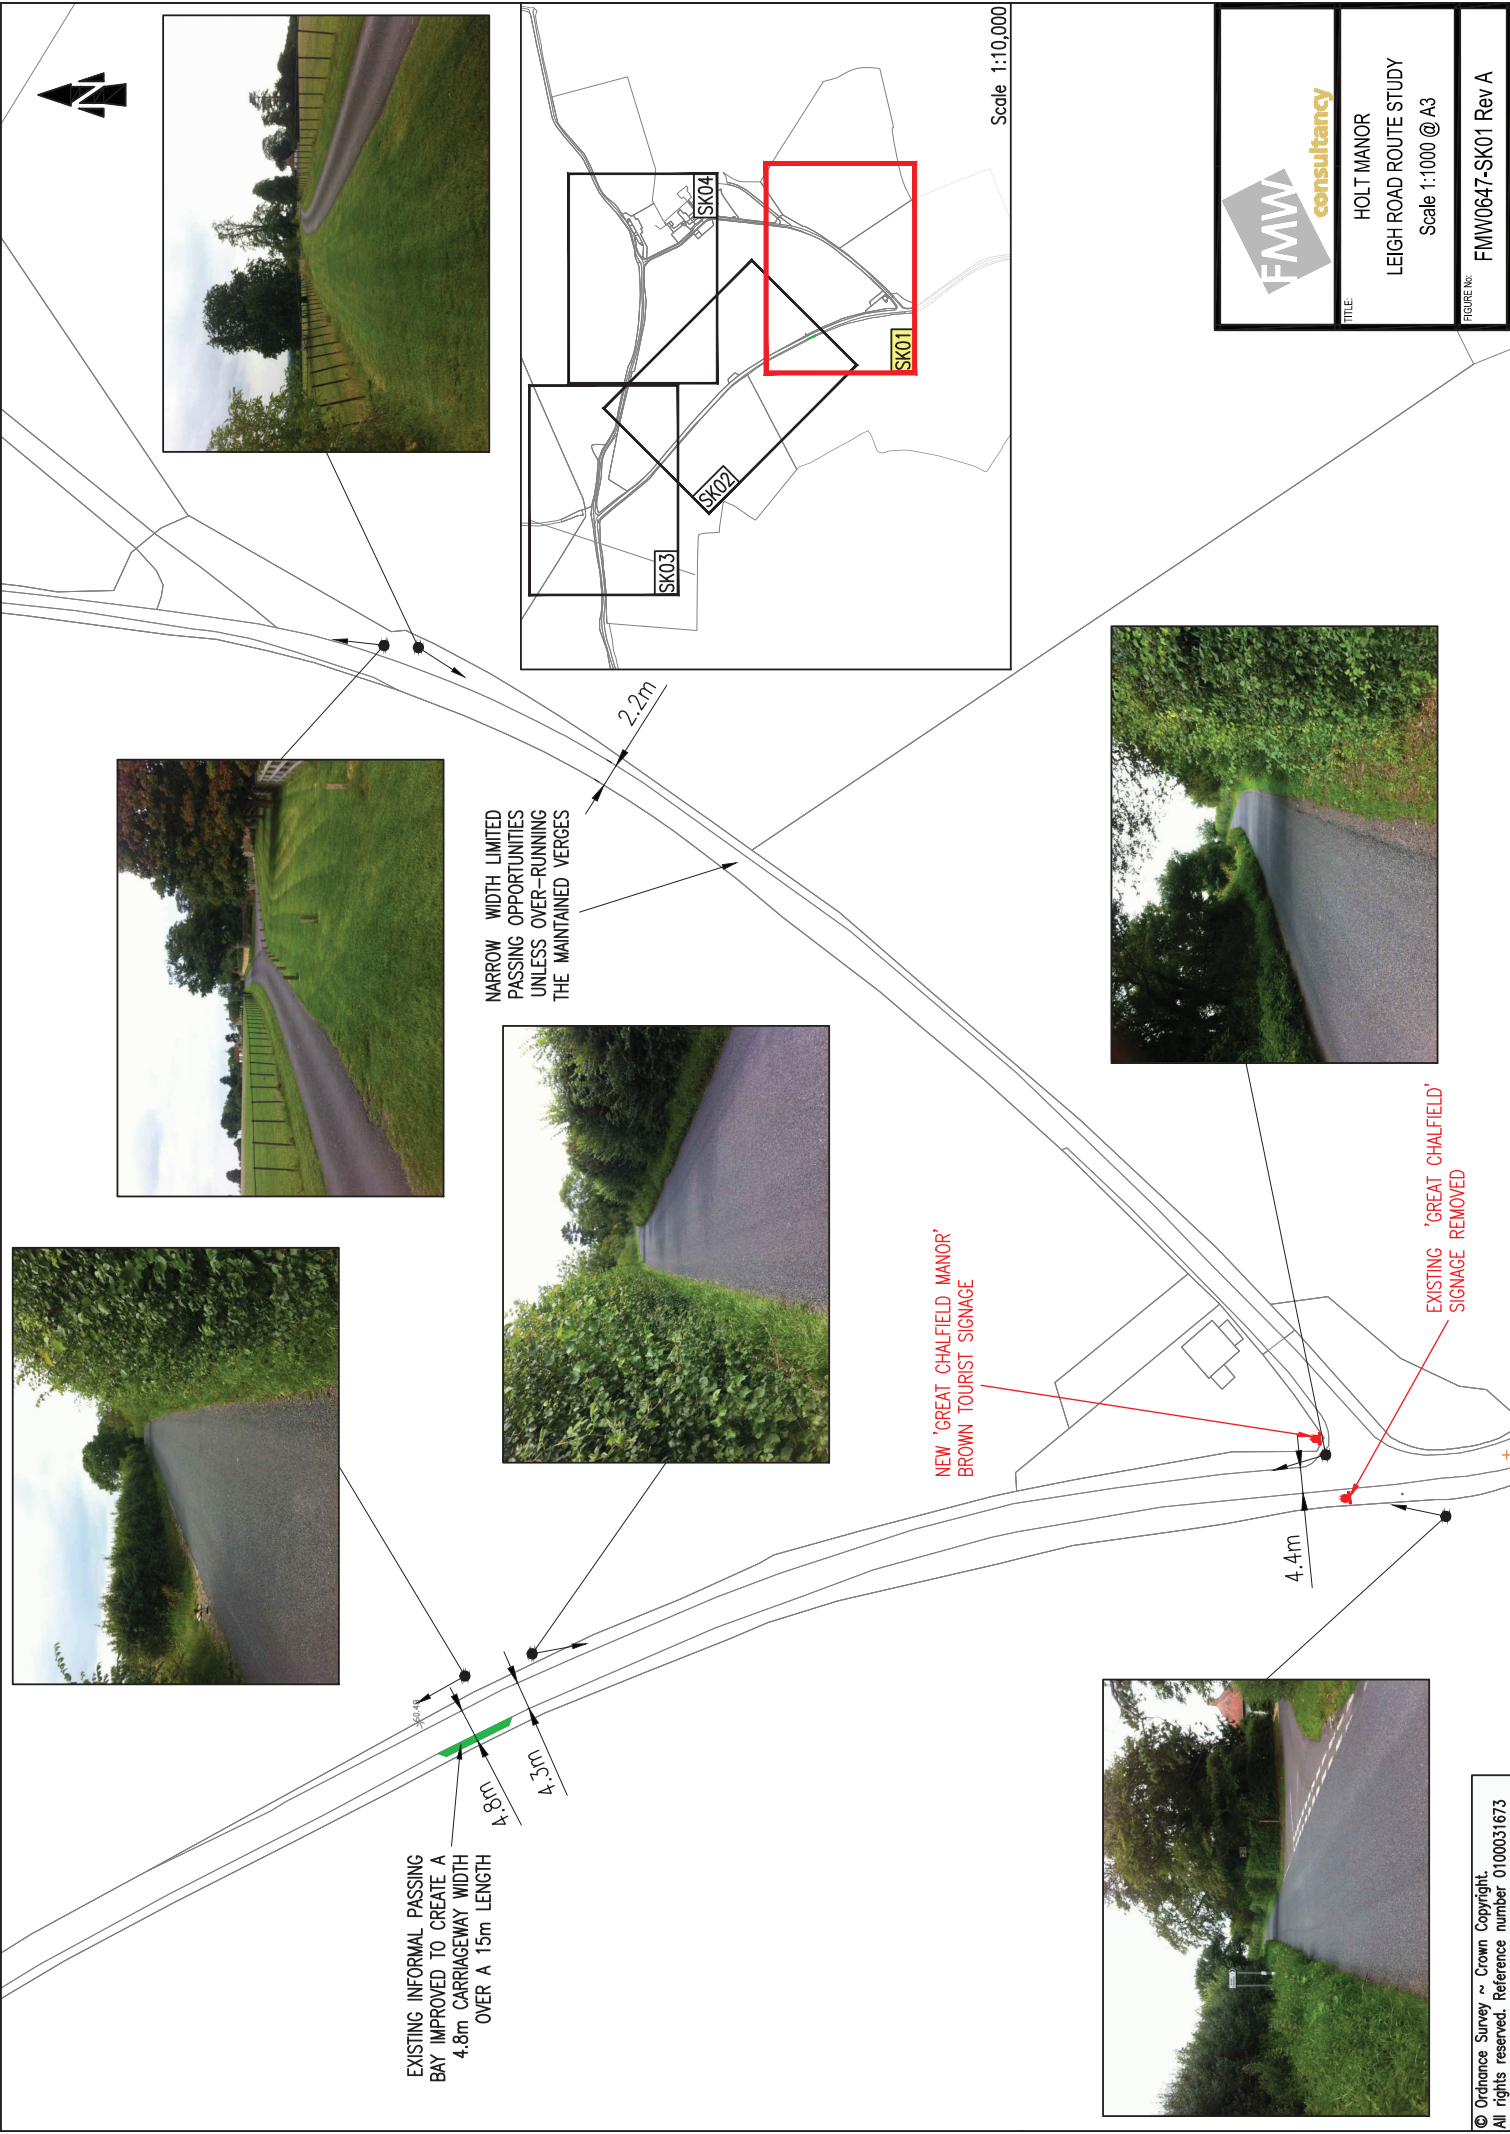 EXISTING INFORMAL PASSING
BAY IMPROVED TO CREATE A
4.8m CARRIAGEWAY WIDTH
OVER A 15m LENGTH
4.8m
4.3m
60.48
NARROW WIDTH LIMITED
PASSING OPPORTUNITIES
UNLESS OVER-RUNNING
THE MAINTAINED VERGES
2.2m
N
NEW 'GREAT CHALFIELD MANOR'
BROWN TOURIST SIGNAGE
4.4m
EXISTING 'GREAT CHALFIELD'
SIGNAGE REMOVED
SK03
SK02
SK04
SK01
Scale 1:10,000
FMW
consultancy
TITLE:
HOLT MANOR
LEIGH ROAD ROUTE STUDY
Scale 1:1000 @ A3
FIGURE No:
FMW0647-SK01 Rev A
© Ordnance Survey ~ Crown Copyright.
All rights reserved. Reference number 0100031673